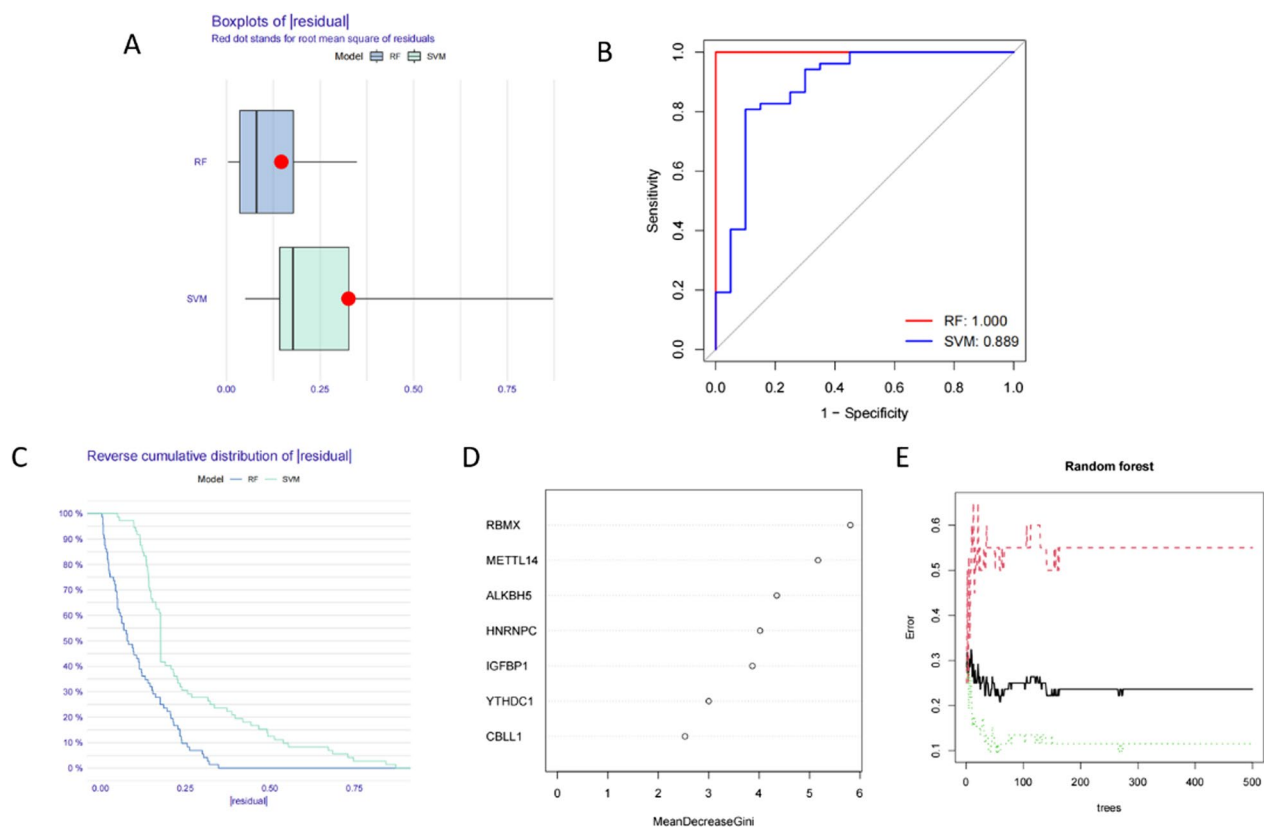 A
Boxplots of |residual|
Red dot stands for root mean square of residuals
Model RF SVM
RF
SVM
0.00 0.25 0.50 0.75
B
1.0
0.8
0.6
0.4
0.2
0.0
Sensitivity
RF: 1.000
SVM: 0.889
0.0 0.2 0.4 0.6 0.8 1.0
1 − Specificity
C
Reverse cumulative distribution of |residual|
Model RF SVM
100 %
90 %
80 %
70 %
60 %
50 %
40 %
30 %
20 %
10 %
0 %
0.00 0.25 0.50 0.75
|residual|
D
RBMX
METTL14
ALKBH5
HNRNPC
IGFBP1
YTHDC1
CBLL1
0 1 2 3 4 5 6
MeanDecreaseGini
E
Random forest
0.6
0.5
0.4
0.3
0.2
0.1
Error
0 100 200 300 400 500
trees